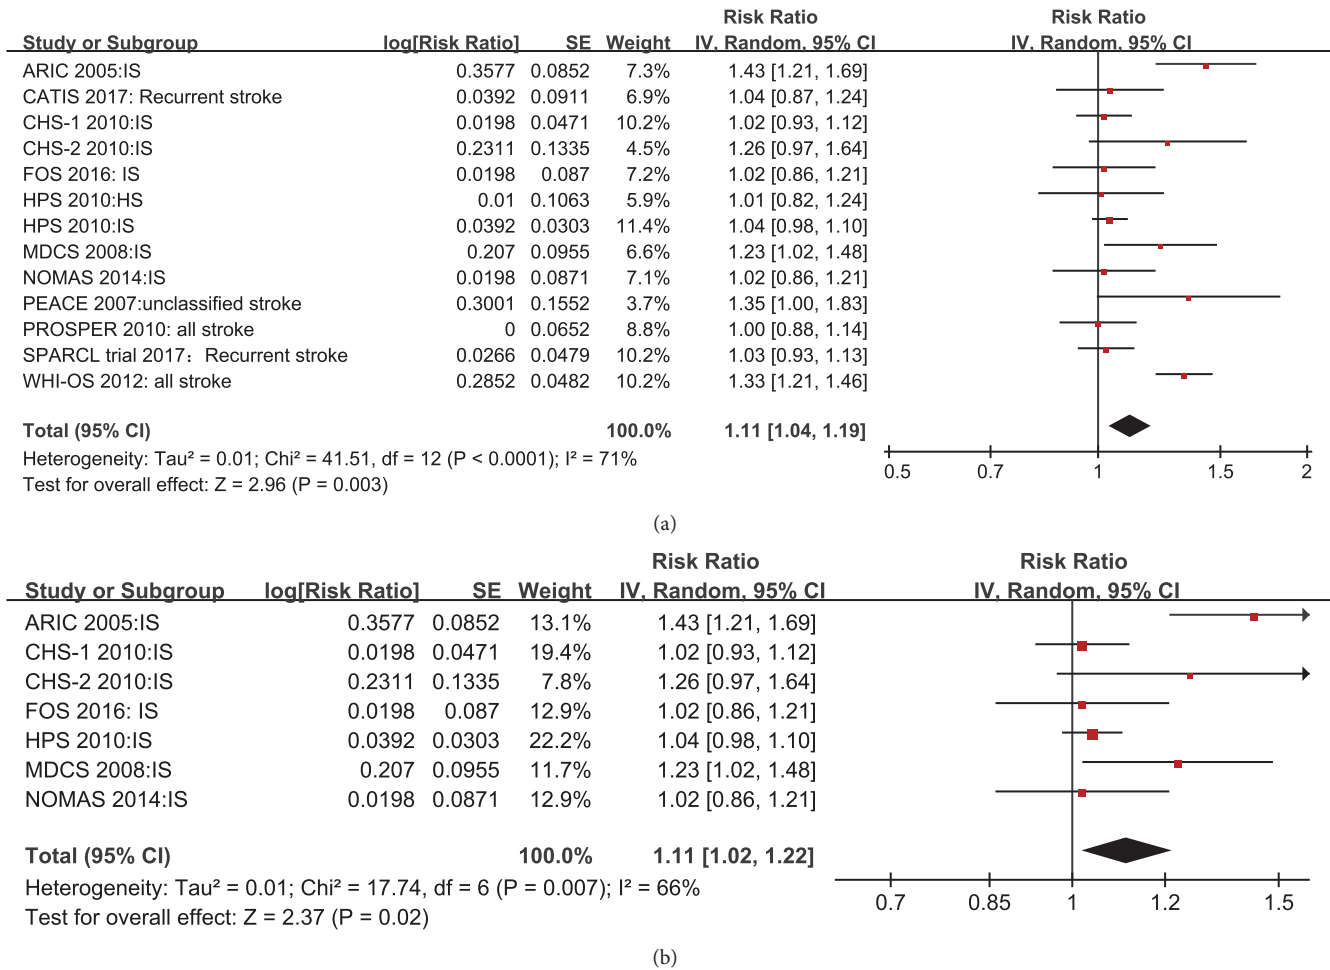 Risk Ratio Risk Ratio
Study or Subgroup log[Risk Ratio] SE Weight IV, Random, 95% CI IV, Random, 95% CI
ARIC 2005:IS 0.3577 0.0852 7.3% 1.43 [1.21, 1.69]
CATIS 2017: Recurrent stroke 0.0392 0.0911 6.9% 1.04 [0.87, 1.24]
CHS-1 2010:IS 0.0198 0.0471 10.2% 1.02 [0.93, 1.12]
CHS-2 2010:IS 0.2311 0.1335 4.5% 1.26 [0.97, 1.64]
FOS 2016: IS 0.0198 0.087 7.2% 1.02 [0.86, 1.21]
HPS 2010:HS 0.01 0.1063 5.9% 1.01 [0.82, 1.24]
HPS 2010:IS 0.0392 0.0303 11.4% 1.04 [0.98, 1.10]
MDCS 2008:IS 0.207 0.0955 6.6% 1.23 [1.02, 1.48]
NOMAS 2014:IS 0.0198 0.0871 7.1% 1.02 [0.86, 1.21]
PEACE 2007:unclassified stroke 0.3001 0.1552 3.7% 1.35 [1.00, 1.83]
PROSPER 2010: all stroke 0 0.0652 8.8% 1.00 [0.88, 1.14]
SPARCL trial 2017：Recurrent stroke 0.0266 0.0479 10.2% 1.03 [0.93, 1.13]
WHI-OS 2012: all stroke 0.2852 0.0482 10.2% 1.33 [1.21, 1.46]
Total (95% CI) 100.0% 1.11 [1.04, 1.19]
Heterogeneity: Tau² = 0.01; Chi² = 41.51, df = 12 (P < 0.0001); I² = 71%
Test for overall effect: Z = 2.96 (P = 0.003)
0.5 0.7 1 1.5 2
(a)
Risk Ratio Risk Ratio
Study or Subgroup log[Risk Ratio] SE Weight IV, Random, 95% CI IV, Random, 95% CI
ARIC 2005:IS 0.3577 0.0852 13.1% 1.43 [1.21, 1.69]
CHS-1 2010:IS 0.0198 0.0471 19.4% 1.02 [0.93, 1.12]
CHS-2 2010:IS 0.2311 0.1335 7.8% 1.26 [0.97, 1.64]
FOS 2016: IS 0.0198 0.087 12.9% 1.02 [0.86, 1.21]
HPS 2010:IS 0.0392 0.0303 22.2% 1.04 [0.98, 1.10]
MDCS 2008:IS 0.207 0.0955 11.7% 1.23 [1.02, 1.48]
NOMAS 2014:IS 0.0198 0.0871 12.9% 1.02 [0.86, 1.21]
Total (95% CI) 100.0% 1.11 [1.02, 1.22]
Heterogeneity: Tau² = 0.01; Chi² = 17.74, df = 6 (P = 0.007); I² = 66%
Test for overall effect: Z = 2.37 (P = 0.02)
0.7 0.85 1 1.2 1.5
(b)